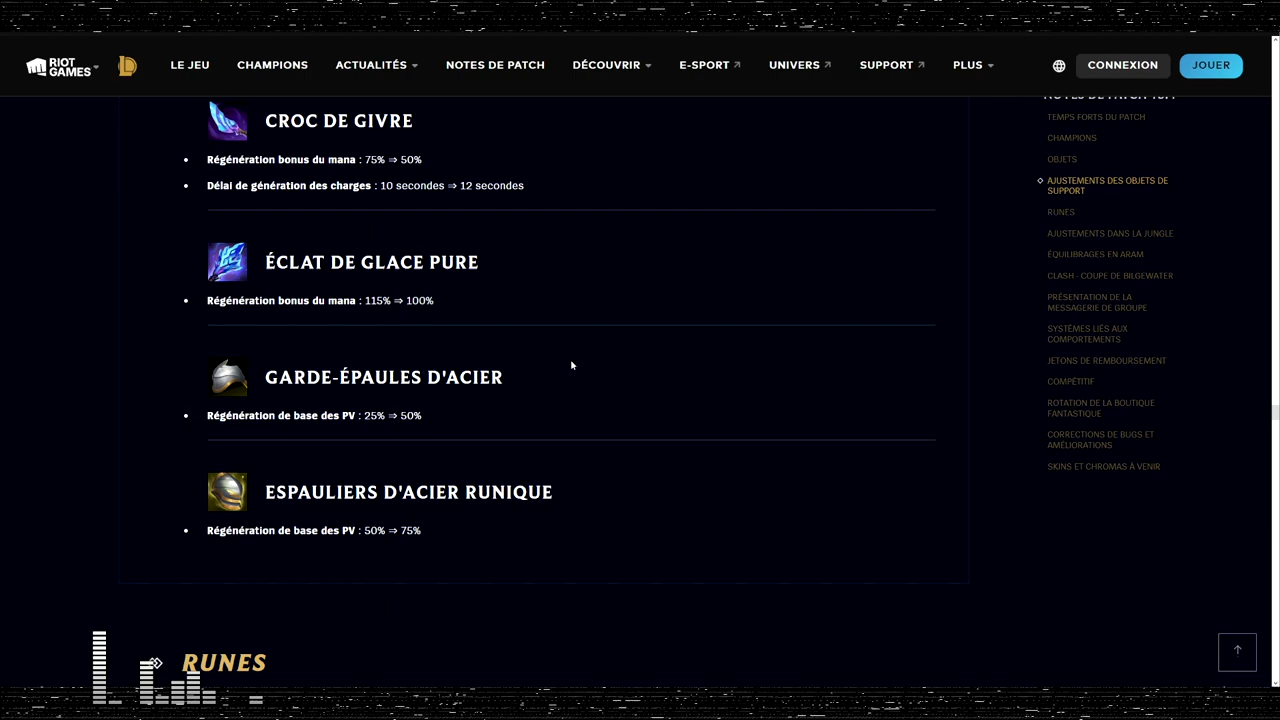 RIOT GAMES
LE JEU CHAMPIONS ACTUALITÉS NOTES DE PATCH DÉCOUVRIR E-SPORT UNIVERS SUPPORT PLUS CONNEXION JOUER
CROC DE GIVRE
• Régénération bonus du mana : 75% ⇒ 50%
• Délai de génération des charges : 10 secondes ⇒ 12 secondes
ÉCLAT DE GLACE PURE
• Régénération bonus du mana : 115% ⇒ 100%
GARDE-ÉPAULES D'ACIER
• Régénération de base des PV : 25% ⇒ 50%
ESPAULIERS D'ACIER RUNIQUE
• Régénération de base des PV : 50% ⇒ 75%
RUNES
TEMPS FORTS DU PATCH
CHAMPIONS
OBJETS
AJUSTEMENTS DES OBJETS DE
SUPPORT
RUNES
AJUSTEMENTS DANS LA JUNGLE
ÉQUILIBRAGES EN ARAM
CLASH - COUPE DE BILGEWATER
PRÉSENTATION DE LA
MESSAGERIE DE GROUPE
SYSTÈMES LIÉS AUX
COMPORTEMENTS
JETONS DE REMBOURSEMENT
COMPÉTITIF
ROTATION DE LA BOUTIQUE
FANTASTIQUE
CORRECTIONS DE BUGS ET
AMÉLIORATIONS
SKINS ET CHROMAS À VENIR